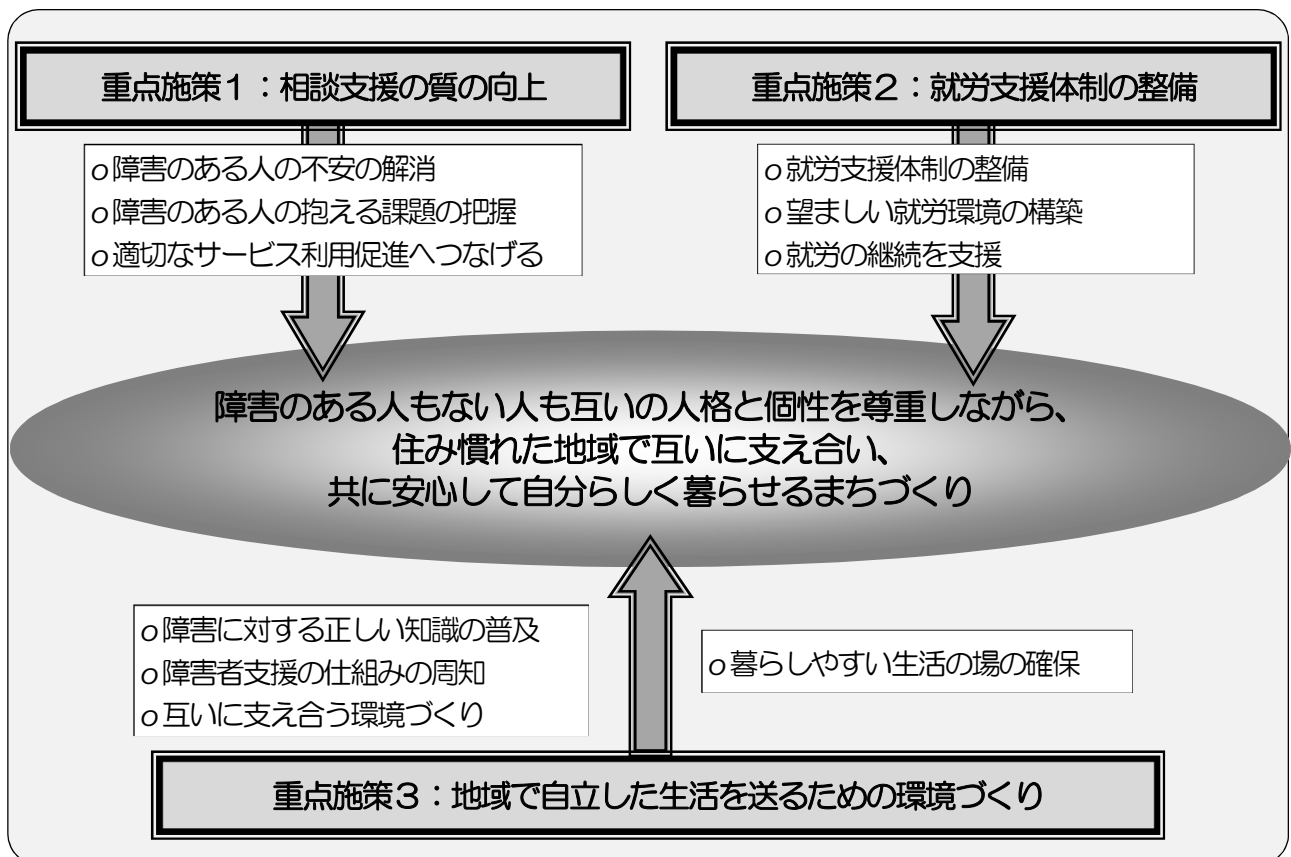 重点施策1：相談支援の質の向上
o障害のある人の不安の解消
o障害のある人の抱える課題の把握
o適切なサービス利用促進へつなげる
重点施策2：就労支援体制の整備
o就労支援体制の整備
o望ましい就労環境の構築
o就労の継続を支援
障害のある人もない人も互いの人格と個性を尊重しながら、
住み慣れた地域で互いに支え合い、
共に安心して自分らしく暮らせるまちづくり
o障害に対する正しい知識の普及
o障害者支援の仕組みの周知
o互いに支え合う環境づくり
o暮らしやすい生活の場の確保
重点施策3：地域で自立した生活を送るための環境づくり